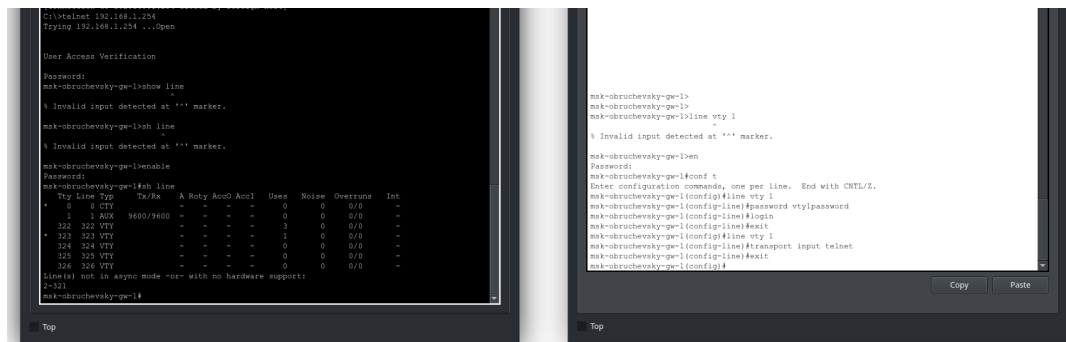 C:\>telnet 192.168.1.254
Trying 192.168.1.254 ...Open
User Access Verification
Password:
msk-obruchevsky-gw-1>show line
^
% Invalid input detected at '^' marker.
msk-obruchevsky-gw-1>sh line
^
% Invalid input detected at '^' marker.
msk-obruchevsky-gw-1>enable
Password:
msk-obruchevsky-gw-1#sh line
Tty Line Typ Tx/Rx A Roty AccO AccI Uses Noise Overruns Int
* 0 0 CTY - - - - 0 0 0/0 -
1 1 AUX 9600/9600 - - - - 0 0 0/0 -
322 322 VTY - - - - 3 0 0/0 -
* 323 323 VTY - - - - 1 0 0/0 -
324 324 VTY - - - - 0 0 0/0 -
325 325 VTY - - - - 0 0 0/0 -
326 326 VTY - - - - 0 0 0/0 -
Line(s) not in async mode -or- with no hardware support:
2-321
msk-obruchevsky-gw-1#
Top
msk-obruchevsky-gw-1>
msk-obruchevsky-gw-1>
msk-obruchevsky-gw-1>line vty 1
^
% Invalid input detected at '^' marker.
msk-obruchevsky-gw-1>en
Password:
msk-obruchevsky-gw-1#conf t
Enter configuration commands, one per line. End with CNTL/Z.
msk-obruchevsky-gw-1(config)#line vty 1
msk-obruchevsky-gw-1(config-line)#password vty1password
msk-obruchevsky-gw-1(config-line)#login
msk-obruchevsky-gw-1(config-line)#exit
msk-obruchevsky-gw-1(config)#line vty 1
msk-obruchevsky-gw-1(config-line)#transport input telnet
msk-obruchevsky-gw-1(config-line)#exit
msk-obruchevsky-gw-1(config)#
Copy Paste
Top